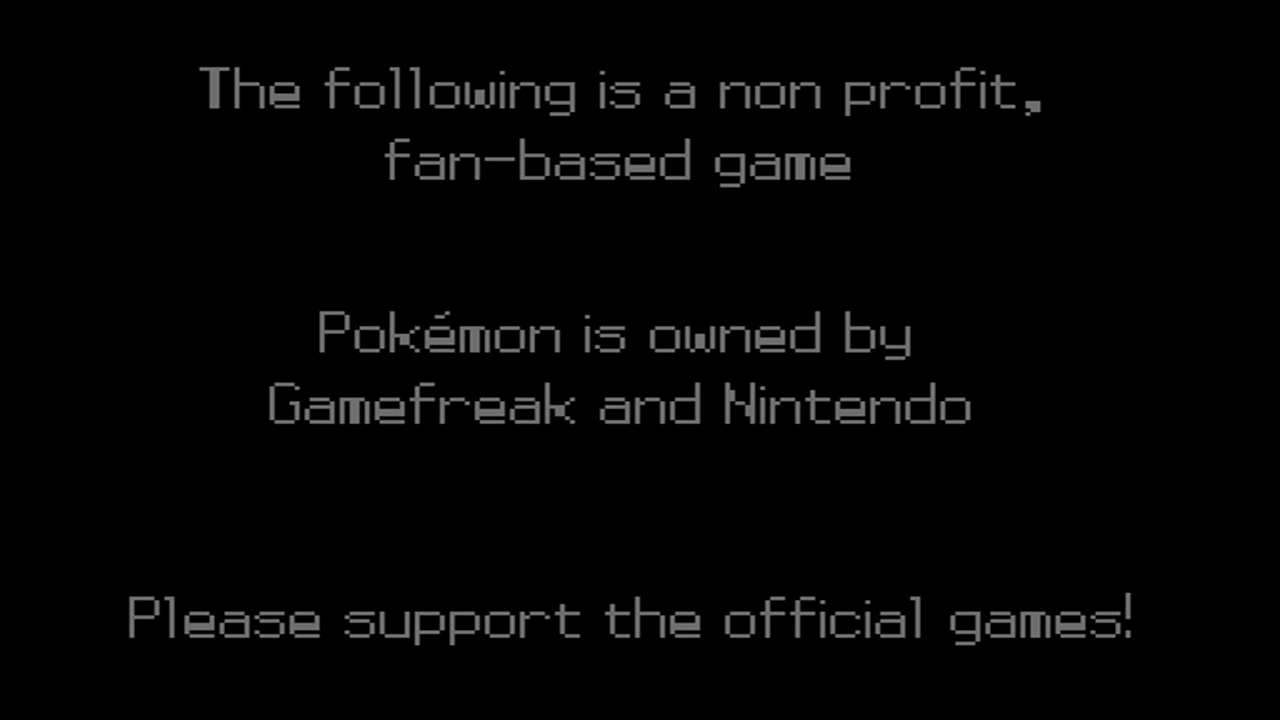 The following is a non profit,
fan-based game
Pokémon is owned by
Gamefreak and Nintendo
Please support the official games!